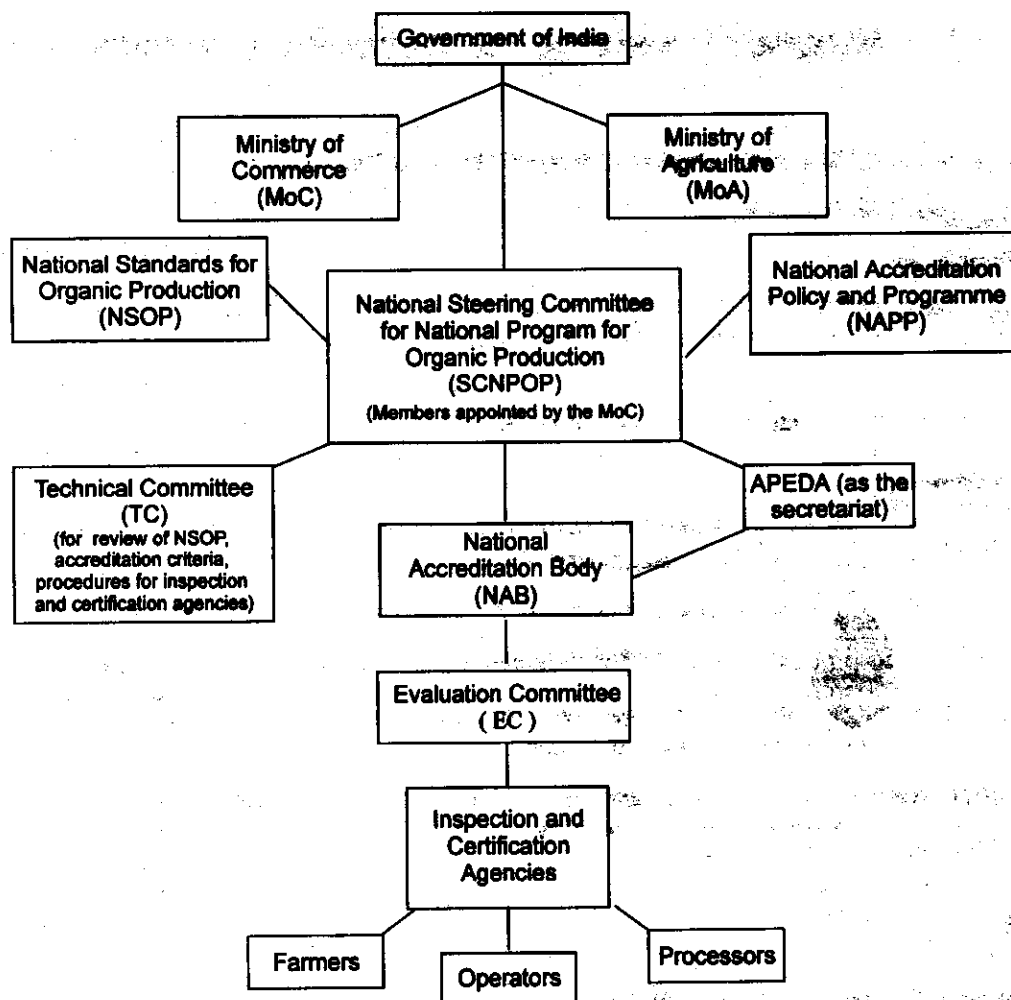 Government of India
Ministry of
Commerce
(MoC)
Ministry of
Agriculture
(MoA)
National Standards for
Organic Production
(NSOP)
National Steering Committee
for National Program for
Organic Production
(SCNPOP)
(Members appointed by the MoC)
National Accreditation
Policy and Programme
(NAPP)
Technical Committee
(TC)
(for review of NSOP,
accreditation criteria,
procedures for inspection
and certification agencies)
National
Accreditation Body
(NAB)
APEDA (as the
secretariat)
Evaluation Committee
( EC )
Inspection and
Certification
Agencies
Farmers
Operators
Processors